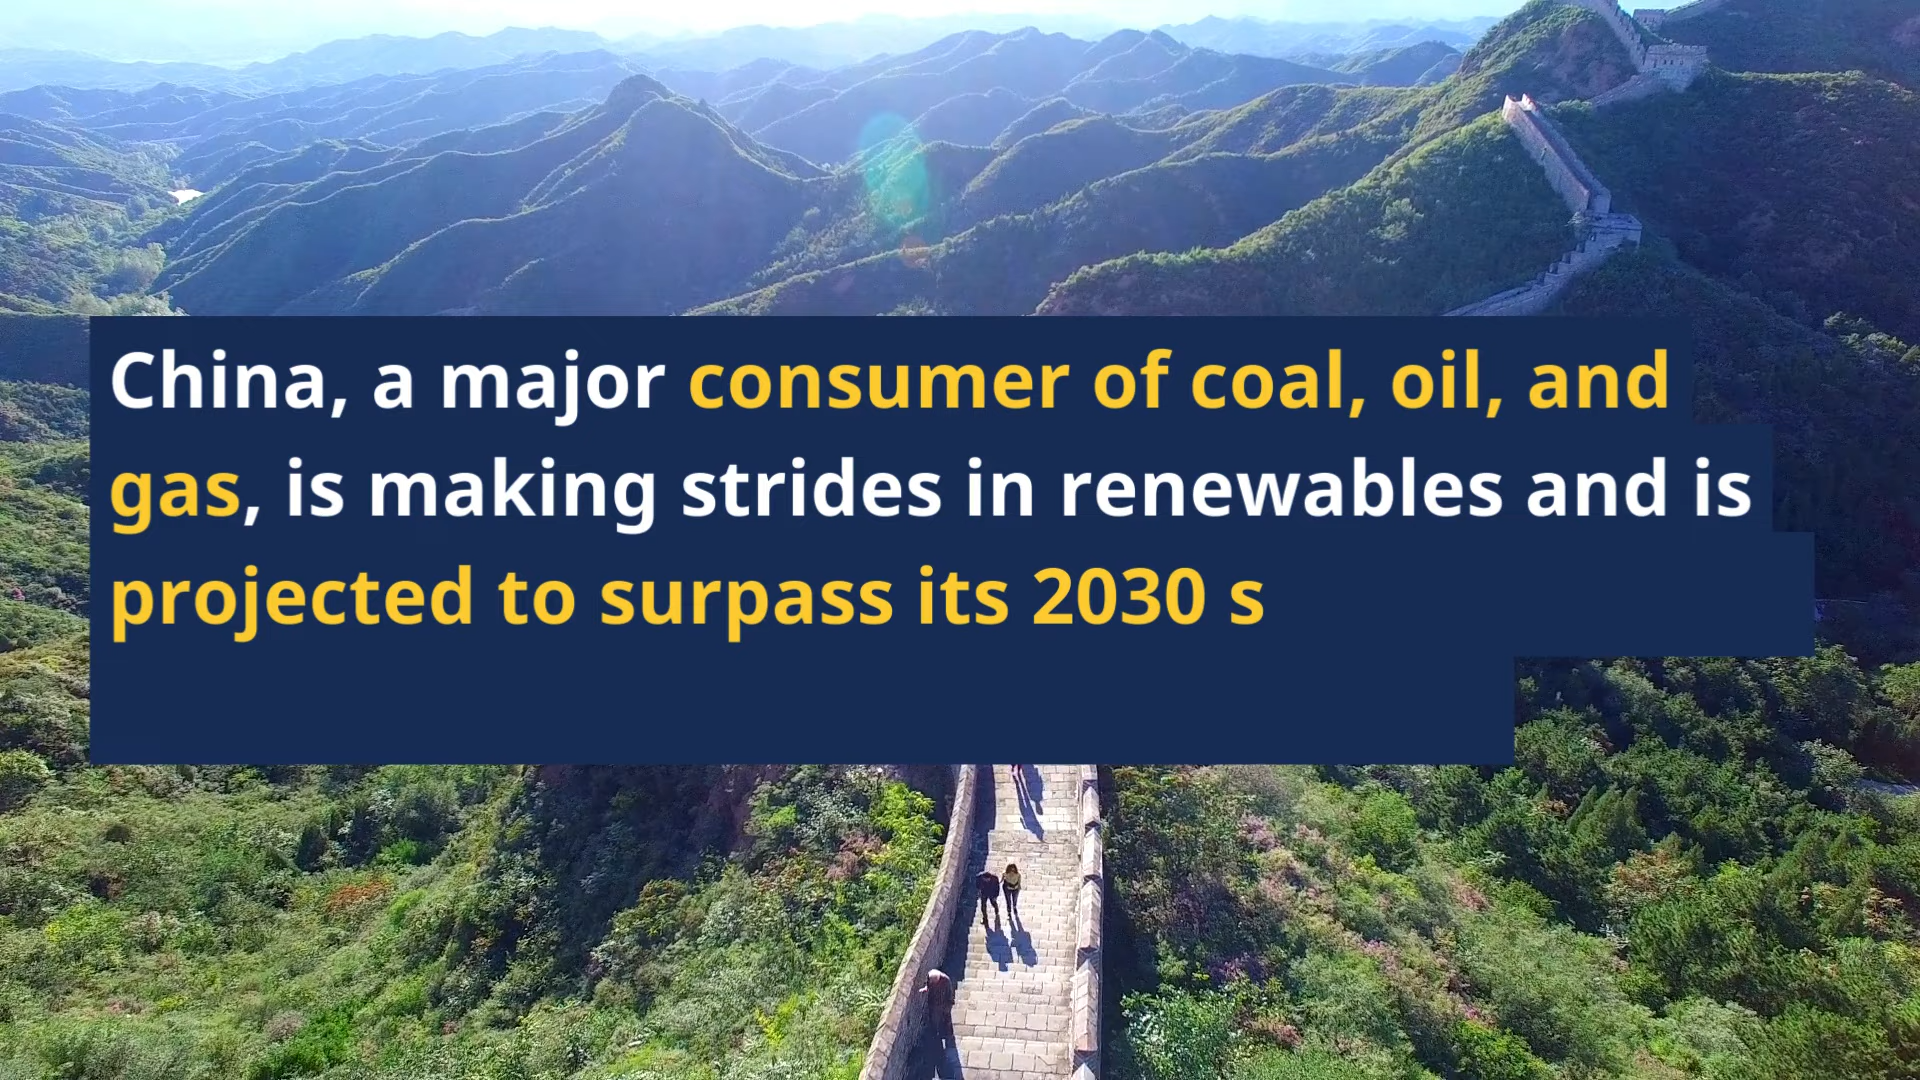 China, a major consumer of coal, oil, and
gas, is making strides in renewables and is
projected to surpass its 2030 s